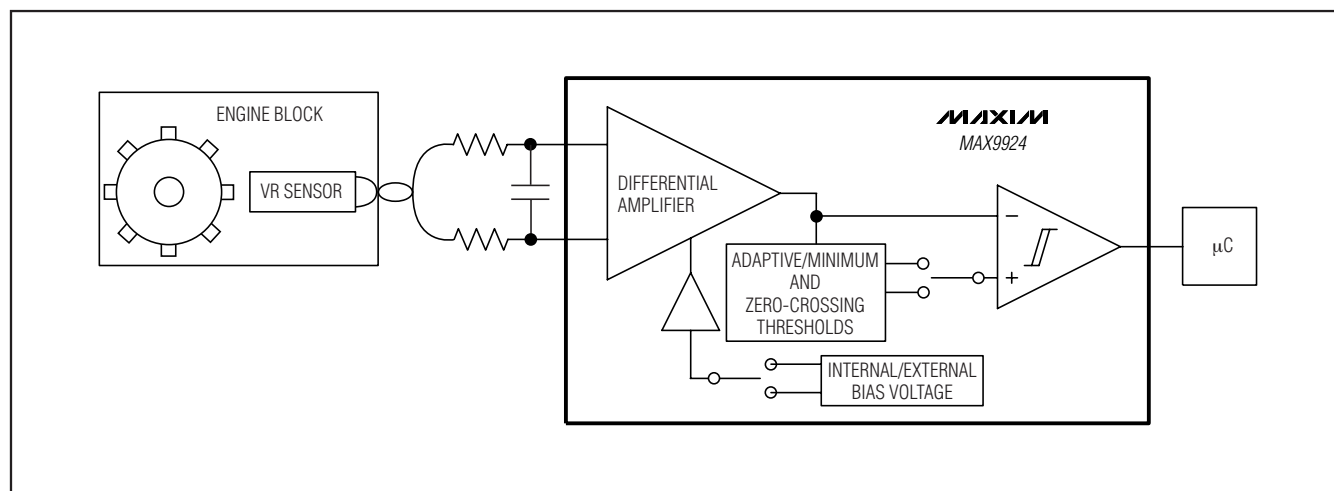 ENGINE BLOCK
VR SENSOR
MAXIM
MAX9924
DIFFERENTIAL
AMPLIFIER
ADAPTIVE/MINIMUM
AND
ZERO-CROSSING
THRESHOLDS
−
+
μC
INTERNAL/EXTERNAL
BIAS VOLTAGE